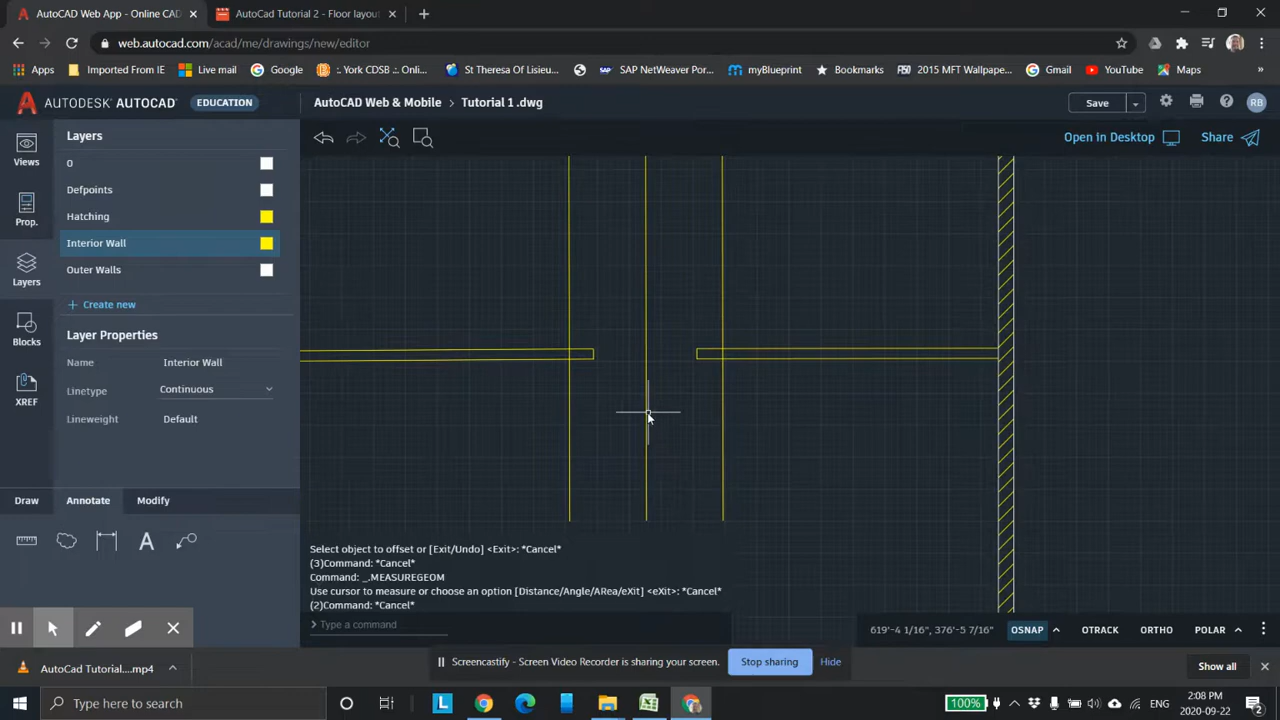 AutoCAD Web App - Online CAD
AutoCad Tutorial 2 - Floor layou
web.autocad.com/acad/me/drawings/new/editor
Apps
Imported From IE
Live mail
Google
: York CDSB .:. Onli...
St Theresa Of Lisieu...
SAP NetWeaver Por...
myBlueprint
Bookmarks
2015 MFT Wallpape...
Gmail
YouTube
Maps
»
AUTODESK® AUTOCAD®
EDUCATION
AutoCAD Web & Mobile > Tutorial 1 .dwg
Save
RB
Open in Desktop
Share
Views
Prop.
Layers
Blocks
XREF
Layers
0
Defpoints
Hatching
Interior Wall
Outer Walls
+ Create new
Layer Properties
Name Interior Wall
Linetype Continuous
Lineweight Default
Draw
Annotate
Modify
A
Select object to offset or [Exit/Undo] <Exit>: *Cancel*
(3)Command: *Cancel*
Command: _.MEASUREGEOM
Use cursor to measure or choose an option [Distance/Angle/ARea/eXit] <eXit>: *Cancel*
(2)Command: *Cancel*
Type a command
619'-4 1/16", 376'-5 7/16"
OSNAP
OTRACK
ORTHO
POLAR
AutoCad Tutorial....mp4
Screencastify - Screen Video Recorder is sharing your screen.
Stop sharing
Hide
Show all
Type here to search
L
100%
ENG
2:08 PM
2020-09-22
2